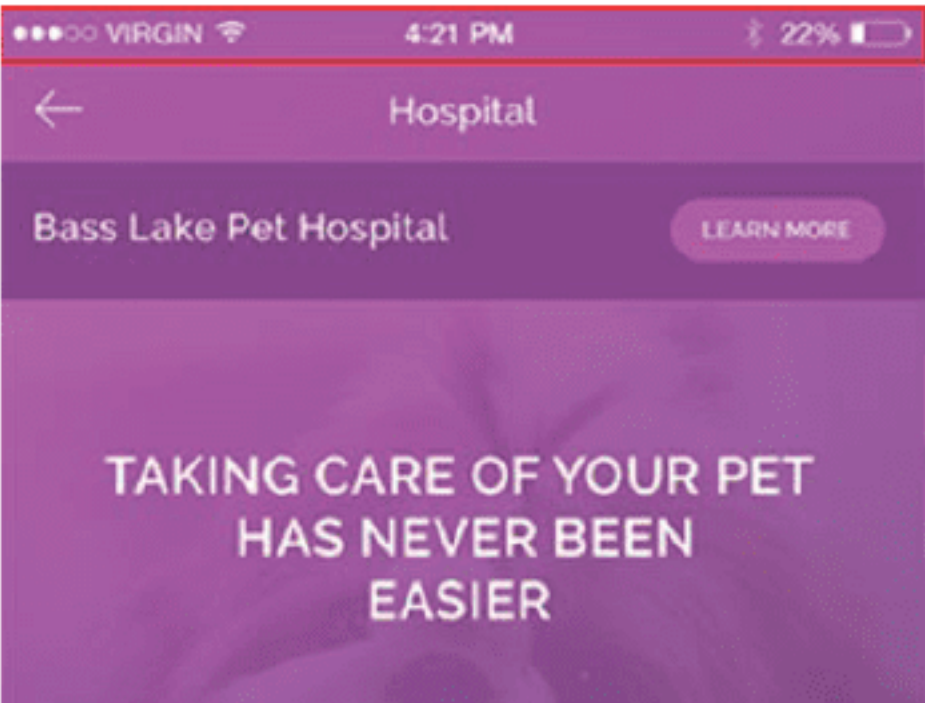 VIRGIN 4:21 PM 22%
Hospital
Bass Lake Pet Hospital LEARN MORE
TAKING CARE OF YOUR PET
HAS NEVER BEEN
EASIER